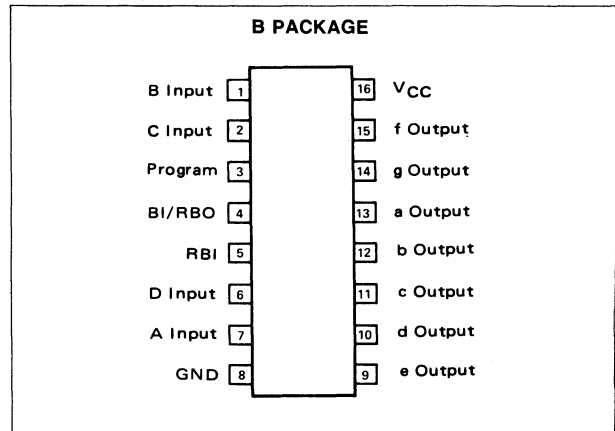 B PACKAGE
B Input 1 16 VCC
C Input 2 15 f Output
Program 3 14 g Output
BI/RBO 4 13 a Output
RBI 5 12 b Output
D Input 6 11 c Output
A Input 7 10 d Output
GND 8 9 e Output